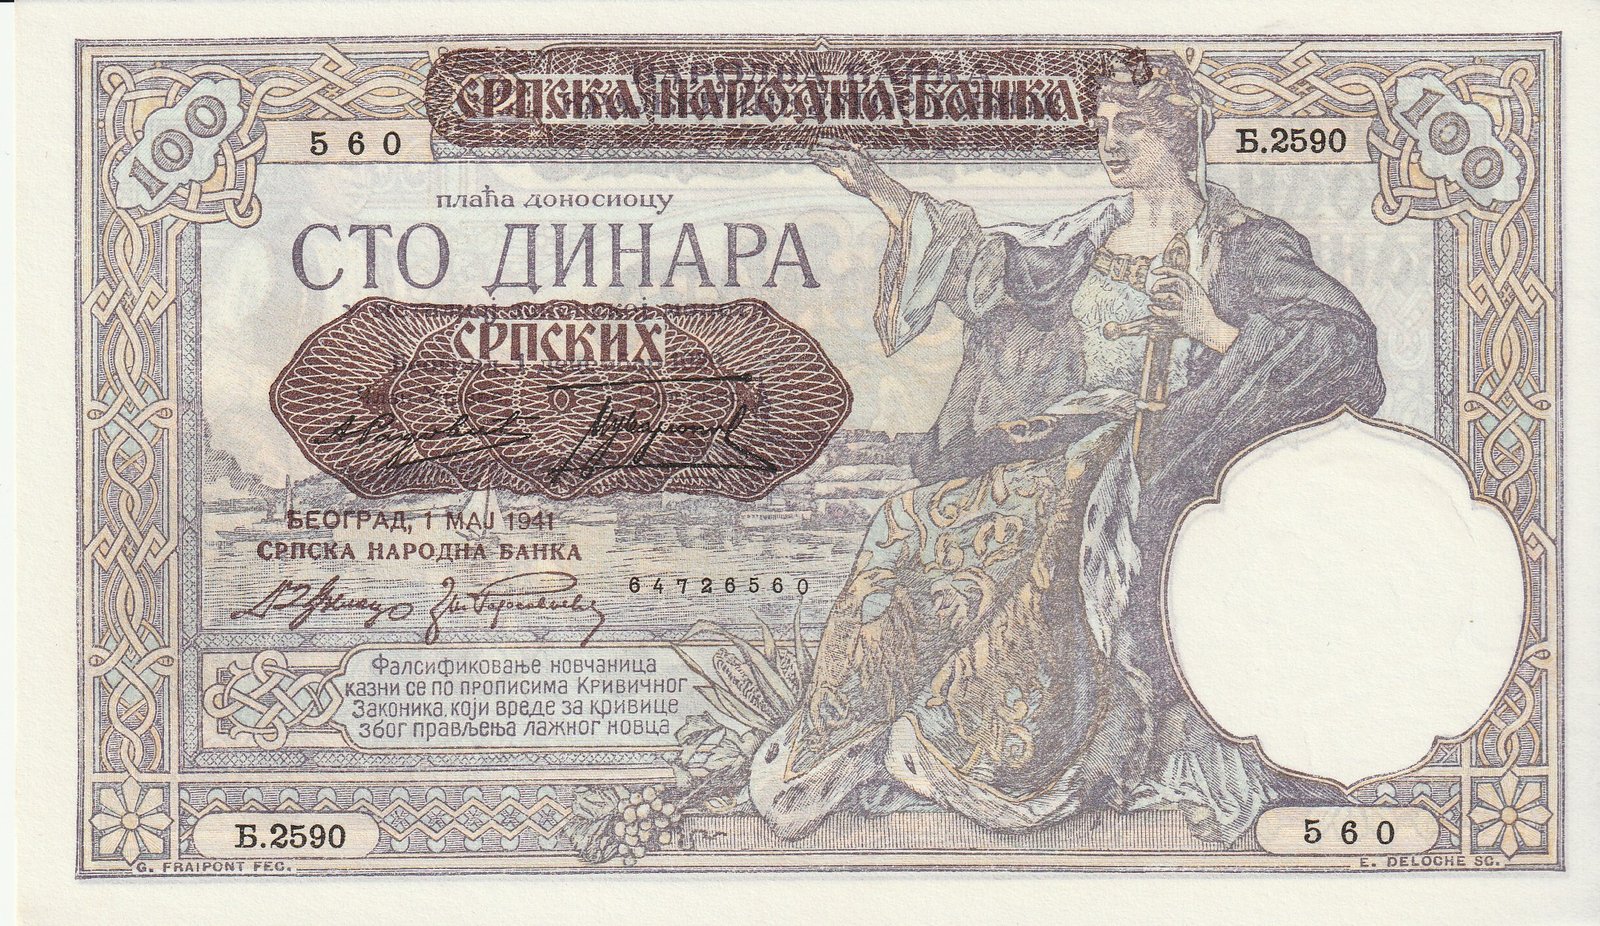 СРПСКА НАРОДНА БАНКА
100
560
Б.2590
100
плаћа доносиоцу
СТО ДИНАРА
СРПСКИХ
БЕОГРАД, 1 МАЈ 1941
СРПСКА НАРОДНА БАНКА
64726560
Фалсификовање новчаница
казни се по прописима Кривичног
Законика, који вреде за кривице
због прављења лажног новца
Б.2590
560
G. FRAIPONT FEC.
E. DELOCHE SC.